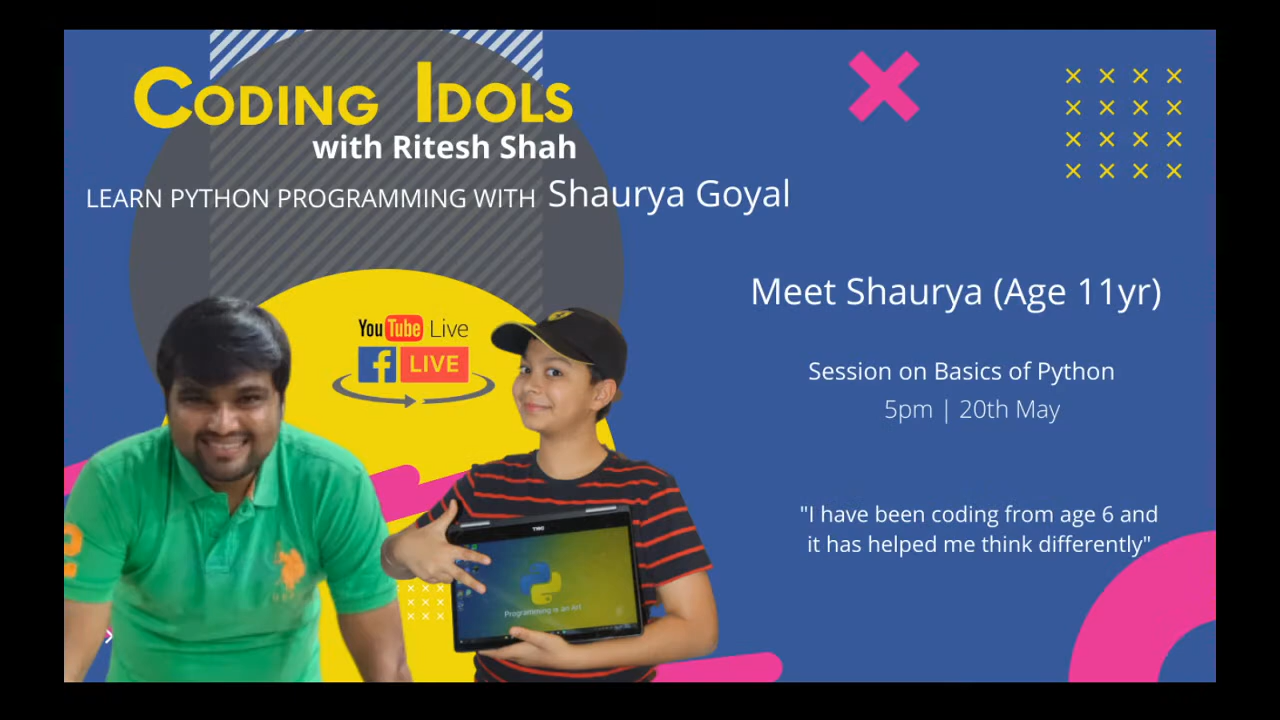 CODING IDOLS
with Ritesh Shah
LEARN PYTHON PROGRAMMING WITH Shaurya Goyal
Meet Shaurya (Age 11yr)
YouTube Live
f LIVE
Session on Basics of Python
5pm | 20th May
"I have been coding from age 6 and
it has helped me think differently"
Programming is an Art
2